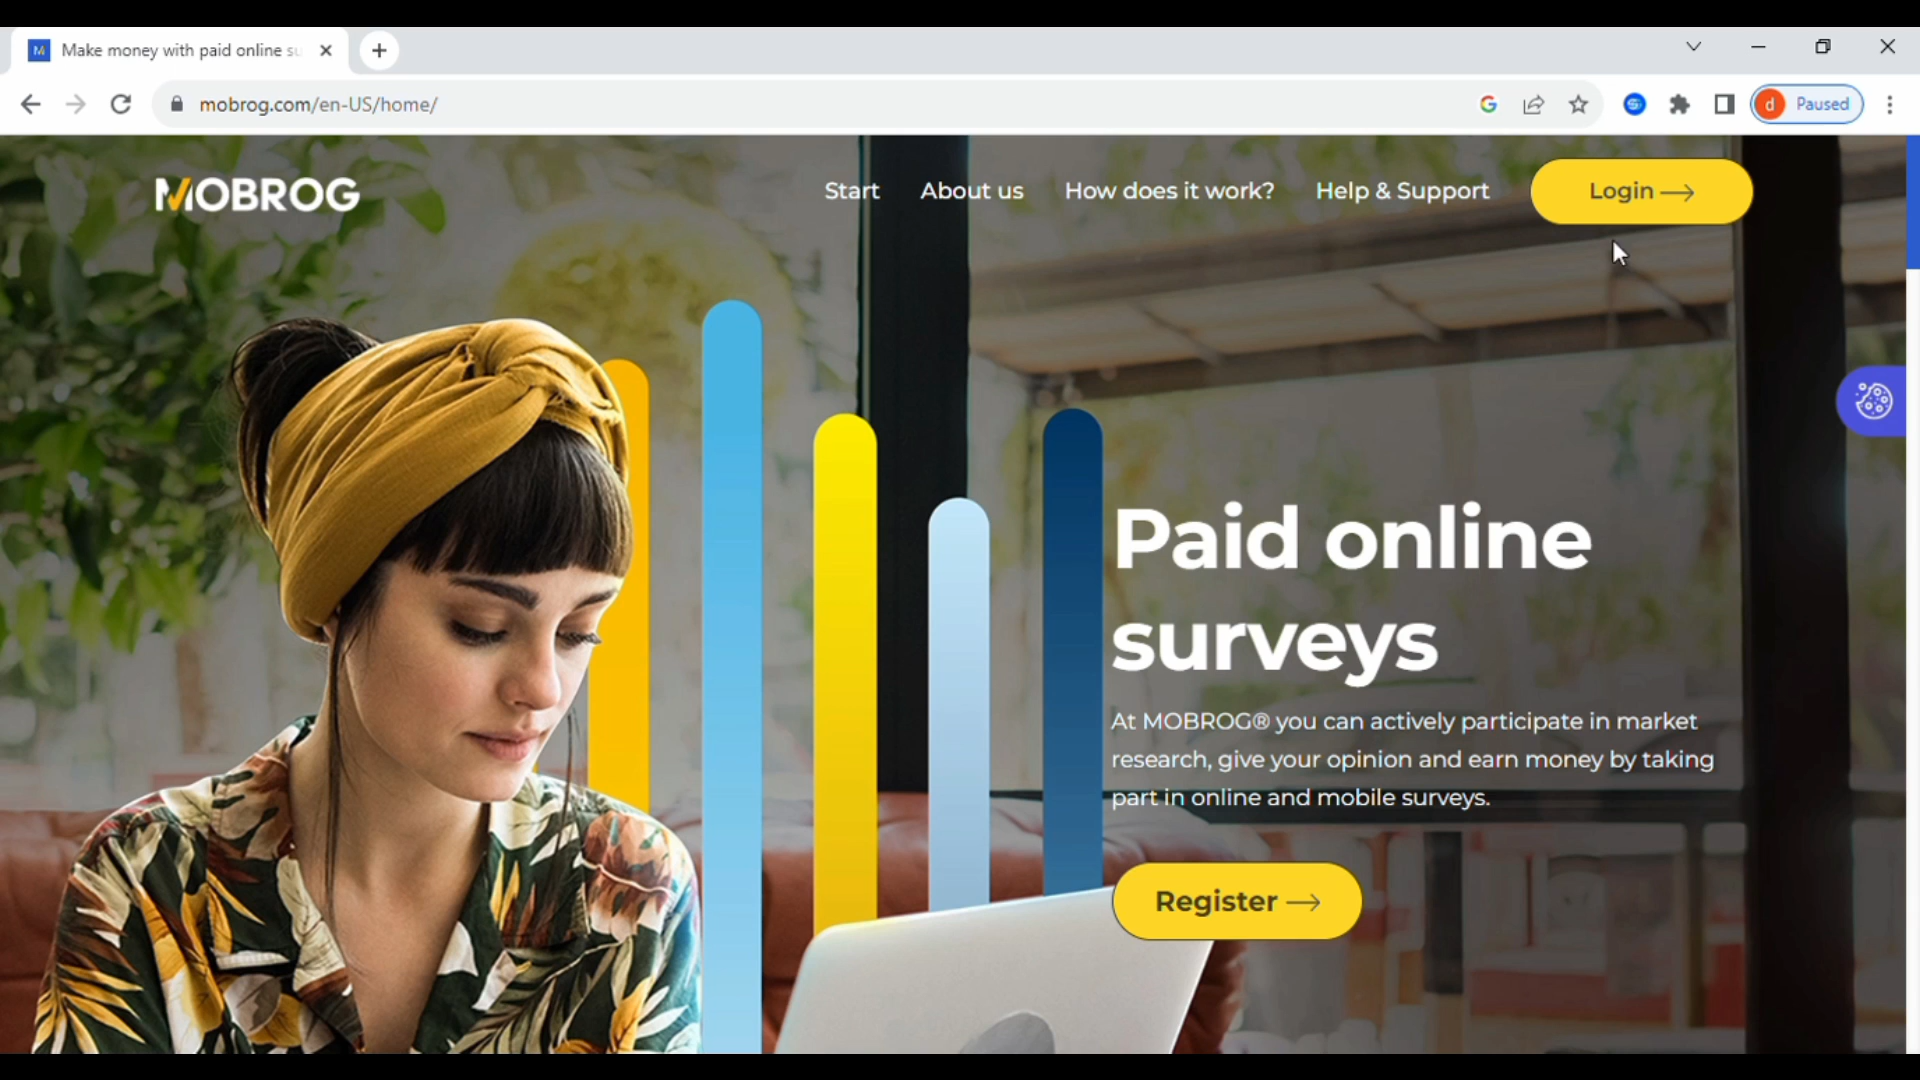 M
Make money with paid online su
mobrog.com/en-US/home/
G
S
d
Paused
MOBROG
Start
About us
How does it work?
Help & Support
Login →
Paid online
surveys
At MOBROG® you can actively participate in market
research, give your opinion and earn money by taking
part in online and mobile surveys.
Register →